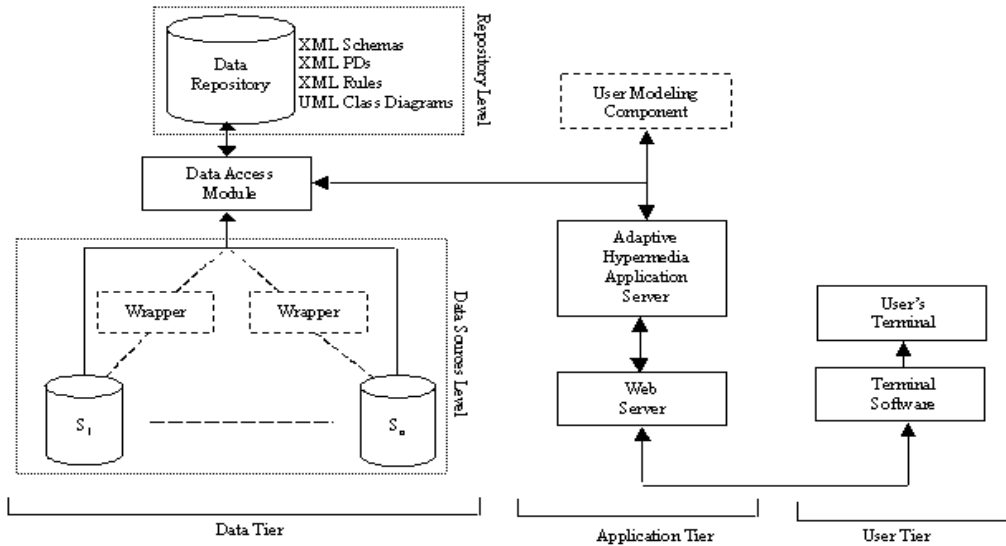 Data
Repository
XML Schemas
XML PDs
XML Rules
UML Class Diagrams
Repository Level
User Modeling
Component
Data Access
Module
Adaptive
Hypermedia
Application
Server
Wrapper
Wrapper
Data Sources Level
User's
Terminal
S1
Sn
Web
Server
Terminal
Software
Data Tier
Application Tier
User Tier